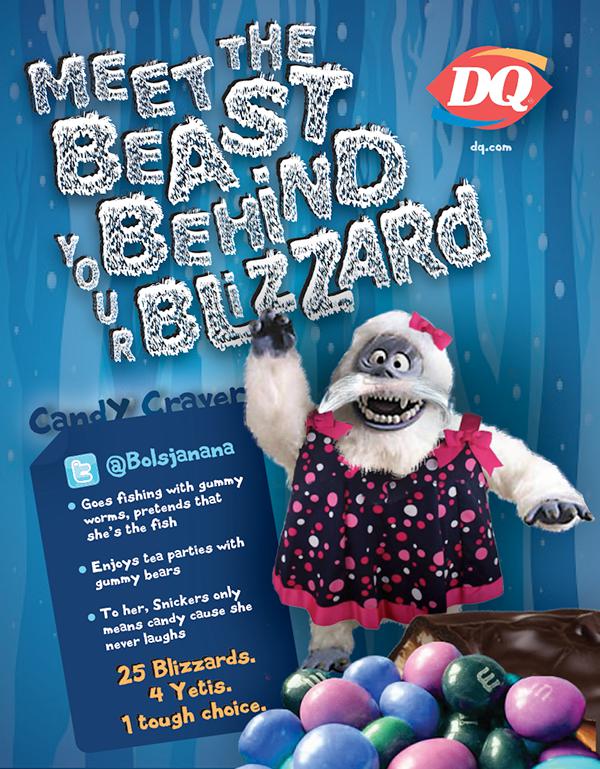 MEET THE
BEAST
BEHiND
YOUR BLiZZARd
DQ
dq.com
Candy Craver
@Bolsjanana
• Goes fishing with gummy
worms, pretends that
she's the fish
• Enjoys tea parties with
gummy bears
• To her, Snickers only
means candy cause she
never laughs
25 Blizzards.
4 Yetis.
1 tough choice.
m